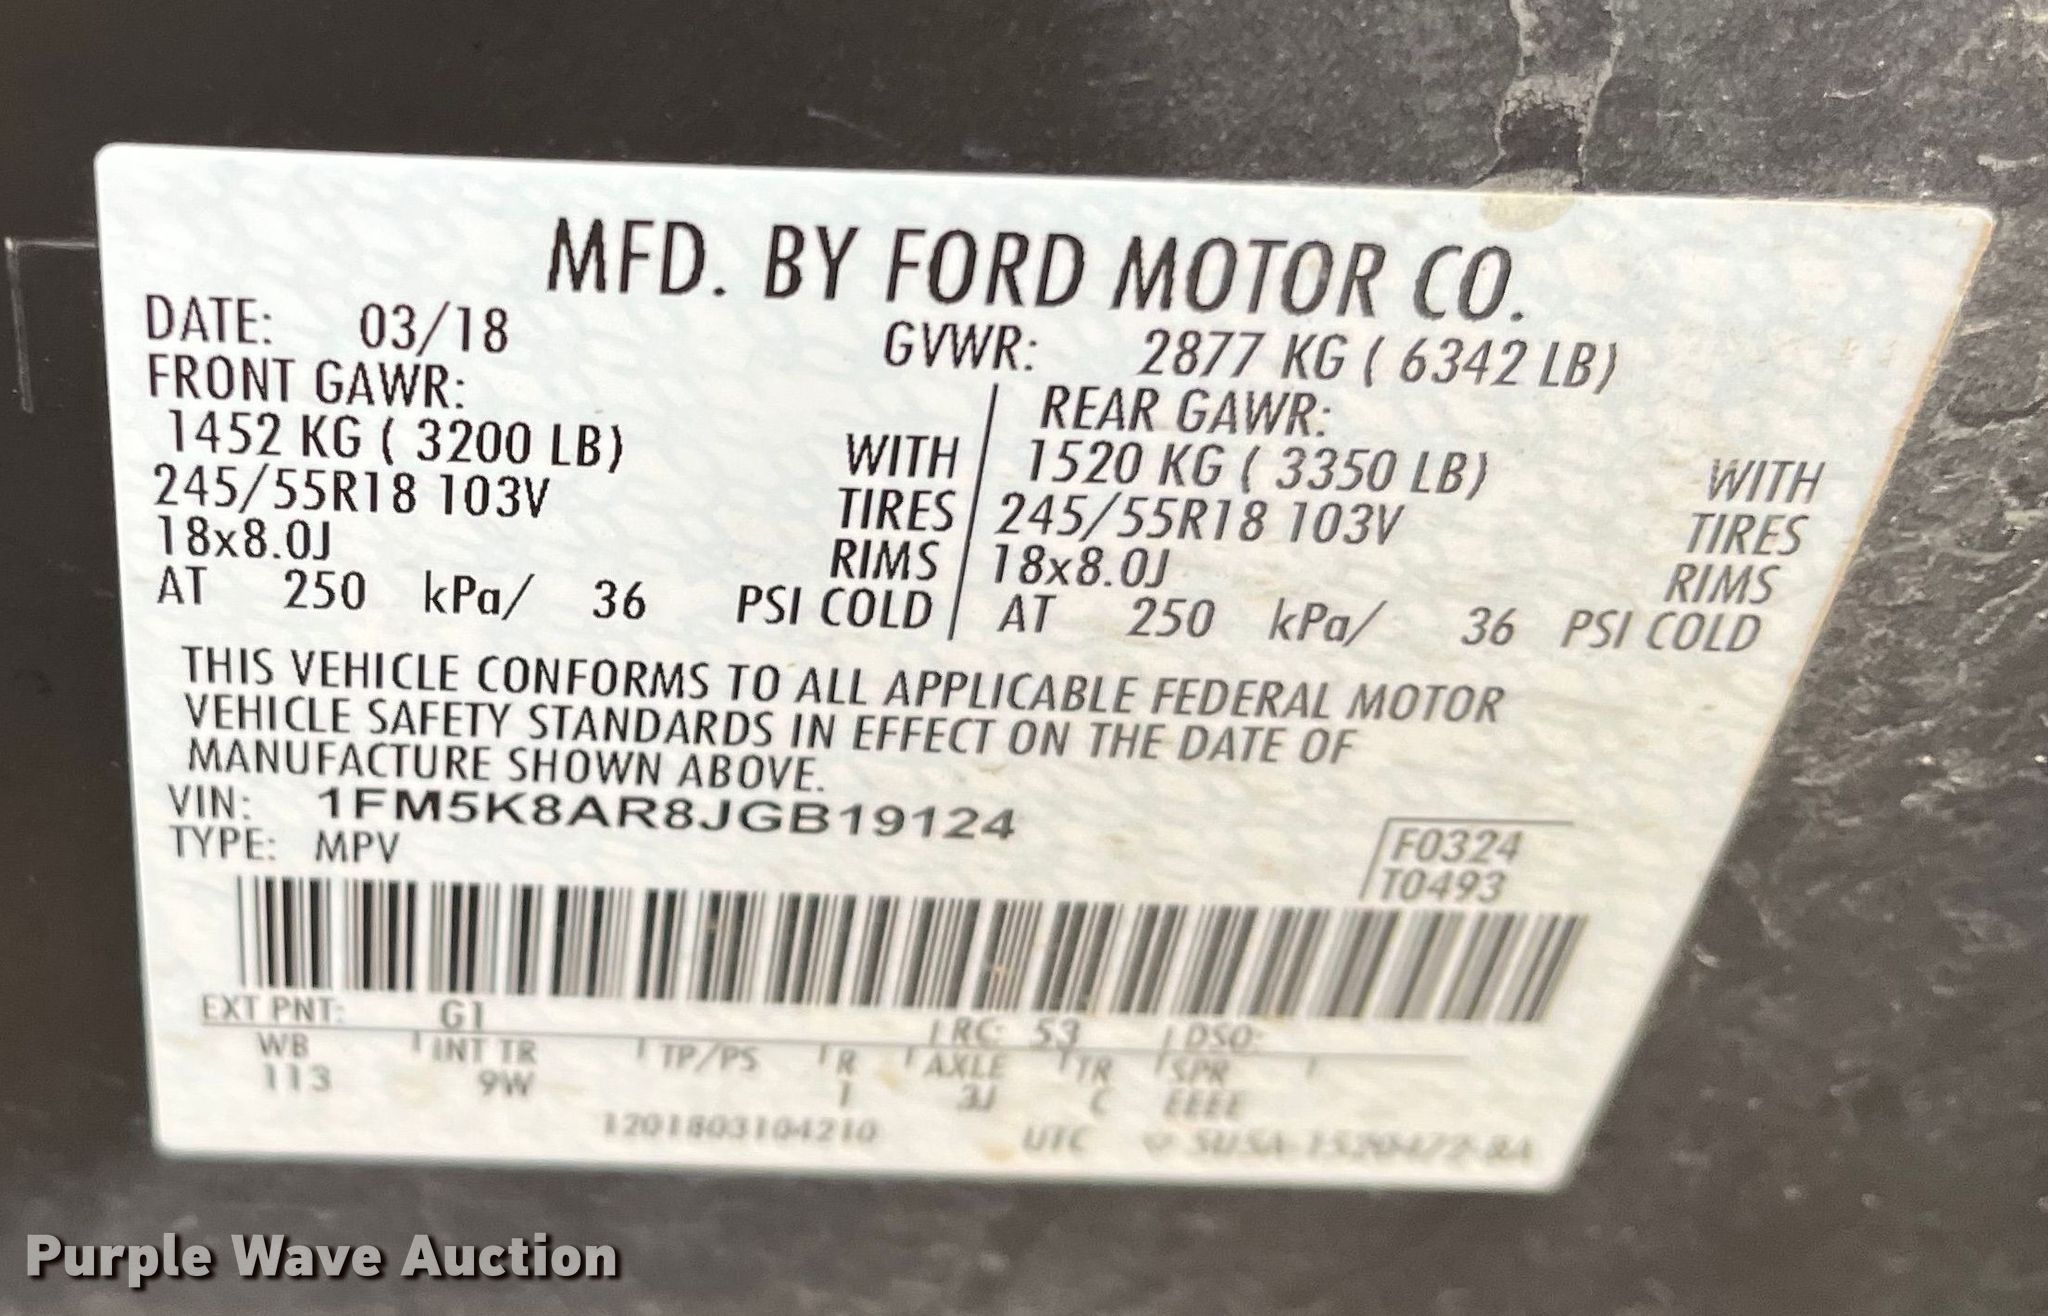 MFD. BY FORD MOTOR CO.
DATE: 03/18 GVWR: 2877 KG ( 6342 LB)
FRONT GAWR: REAR GAWR:
1452 KG ( 3200 LB) WITH 1520 KG ( 3350 LB) WITH
245/55R18 103V TIRES 245/55R18 103V TIRES
18x8.0J RIMS 18x8.0J RIMS
AT 250 kPa/ 36 PSI COLD AT 250 kPa/ 36 PSI COLD
THIS VEHICLE CONFORMS TO ALL APPLICABLE FEDERAL MOTOR
VEHICLE SAFETY STANDARDS IN EFFECT ON THE DATE OF
MANUFACTURE SHOWN ABOVE.
VIN: 1FM5K8AR8JGB19124
TYPE: MPV
F0324
T0493
EXT PNT: G1 RC: 53 DSO:
WB INT TR TP/PS R AXLE TR SPR
113 9W 1 3J C EEEE
1201803104210 UTC
Purple Wave Auction